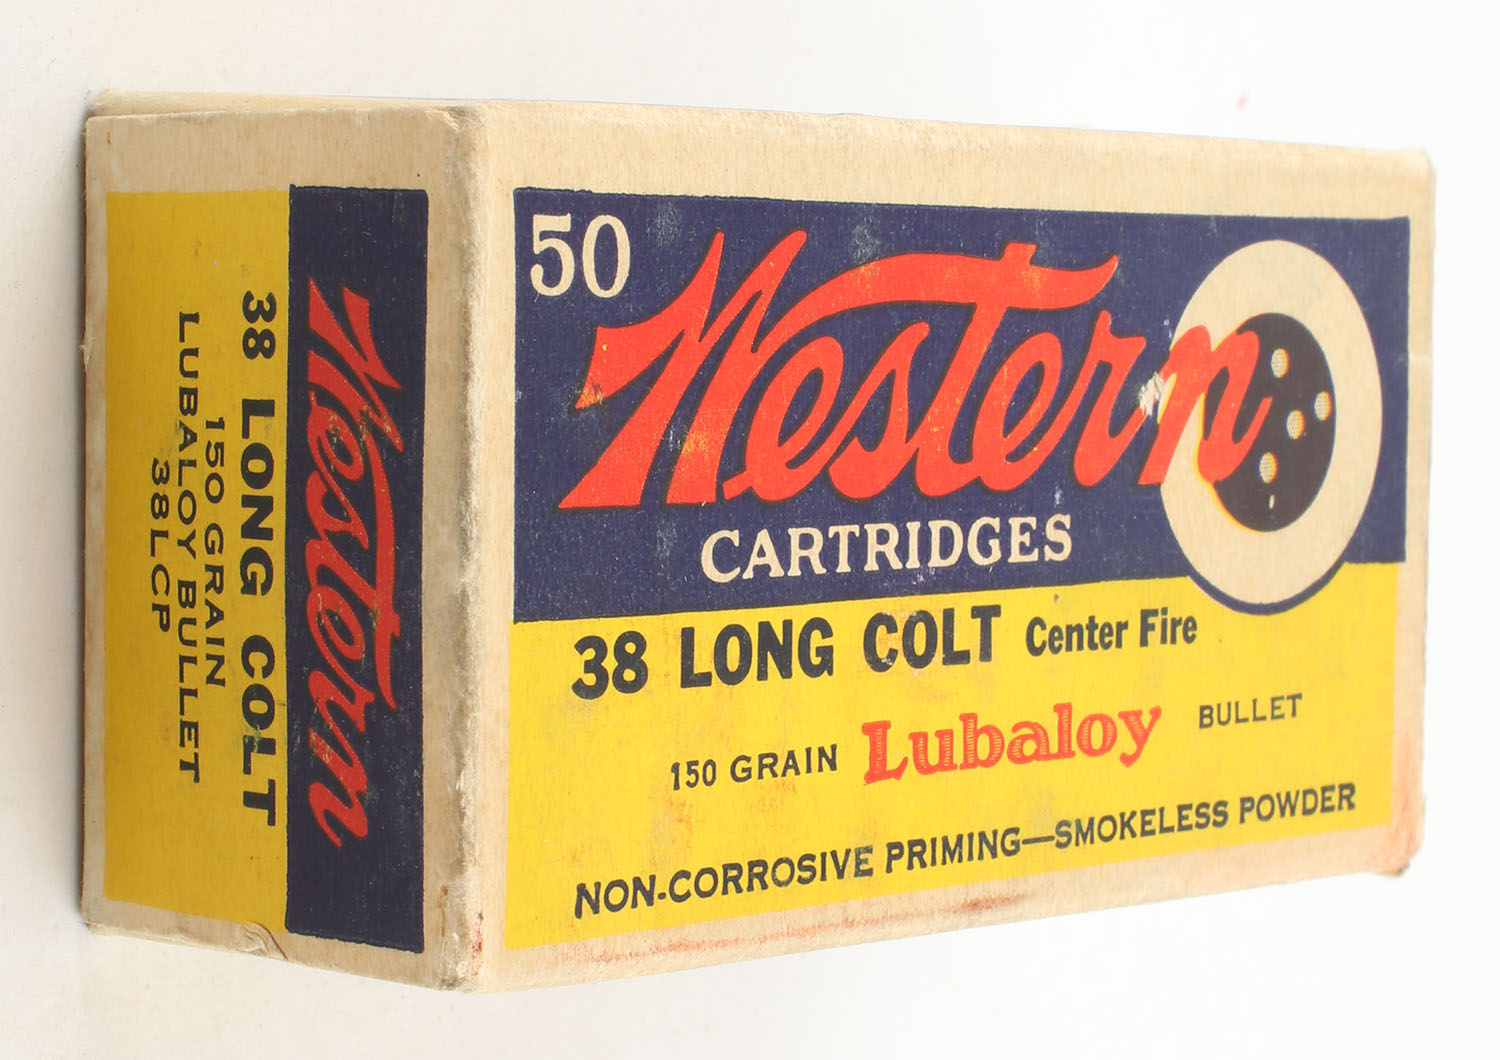 50
Western
CARTRIDGES
38 LONG COLT Center Fire
150 GRAIN Lubaloy BULLET
NON-CORROSIVE PRIMING—SMOKELESS POWDER
Western
38 LONG COLT
150 GRAIN
LUBALOY BULLET
38LCP